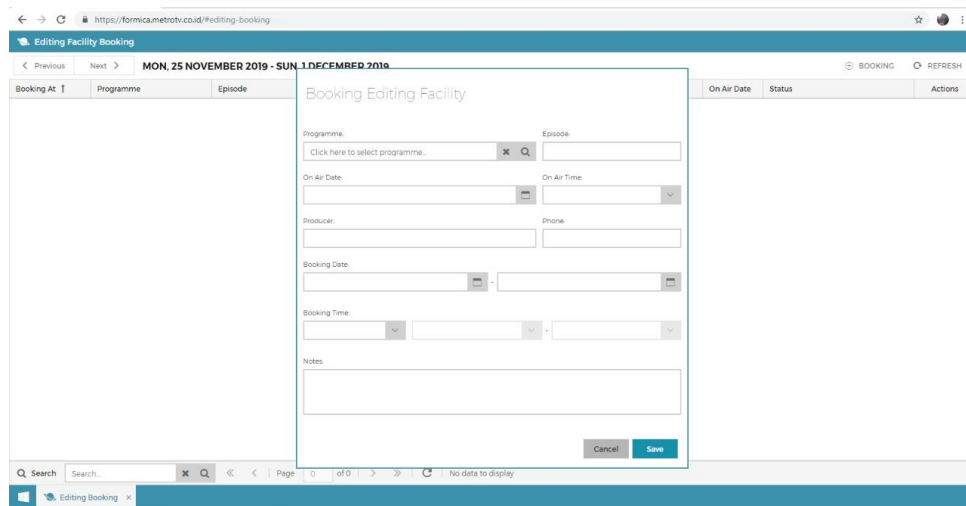 https://formica.metrotv.co.id/#editing-booking
Editing Facility Booking
Previous Next MON, 25 NOVEMBER 2019 - SUN, 1 DECEMBER 2019 BOOKING REFRESH
Booking At Programme Episode On Air Date Status Actions
Booking Editing Facility
Programme: Episode:
Click here to select programme...
On Air Date: On Air Time:
Producer: Phone:
Booking Date:
-
Booking Time:
-
Notes:
Cancel Save
Search Search... Page 0 of 0 No data to display
Editing Booking ×